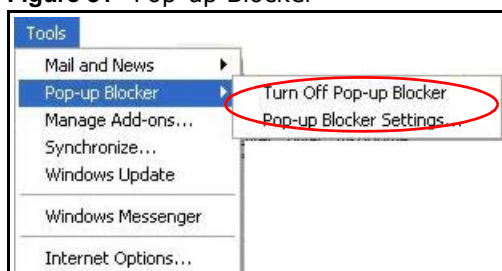 Tools
Mail and News
Pop-up Blocker
Turn Off Pop-up Blocker
Manage Add-ons...
Pop-up Blocker Settings...
Synchronize...
Windows Update
Windows Messenger
Internet Options...